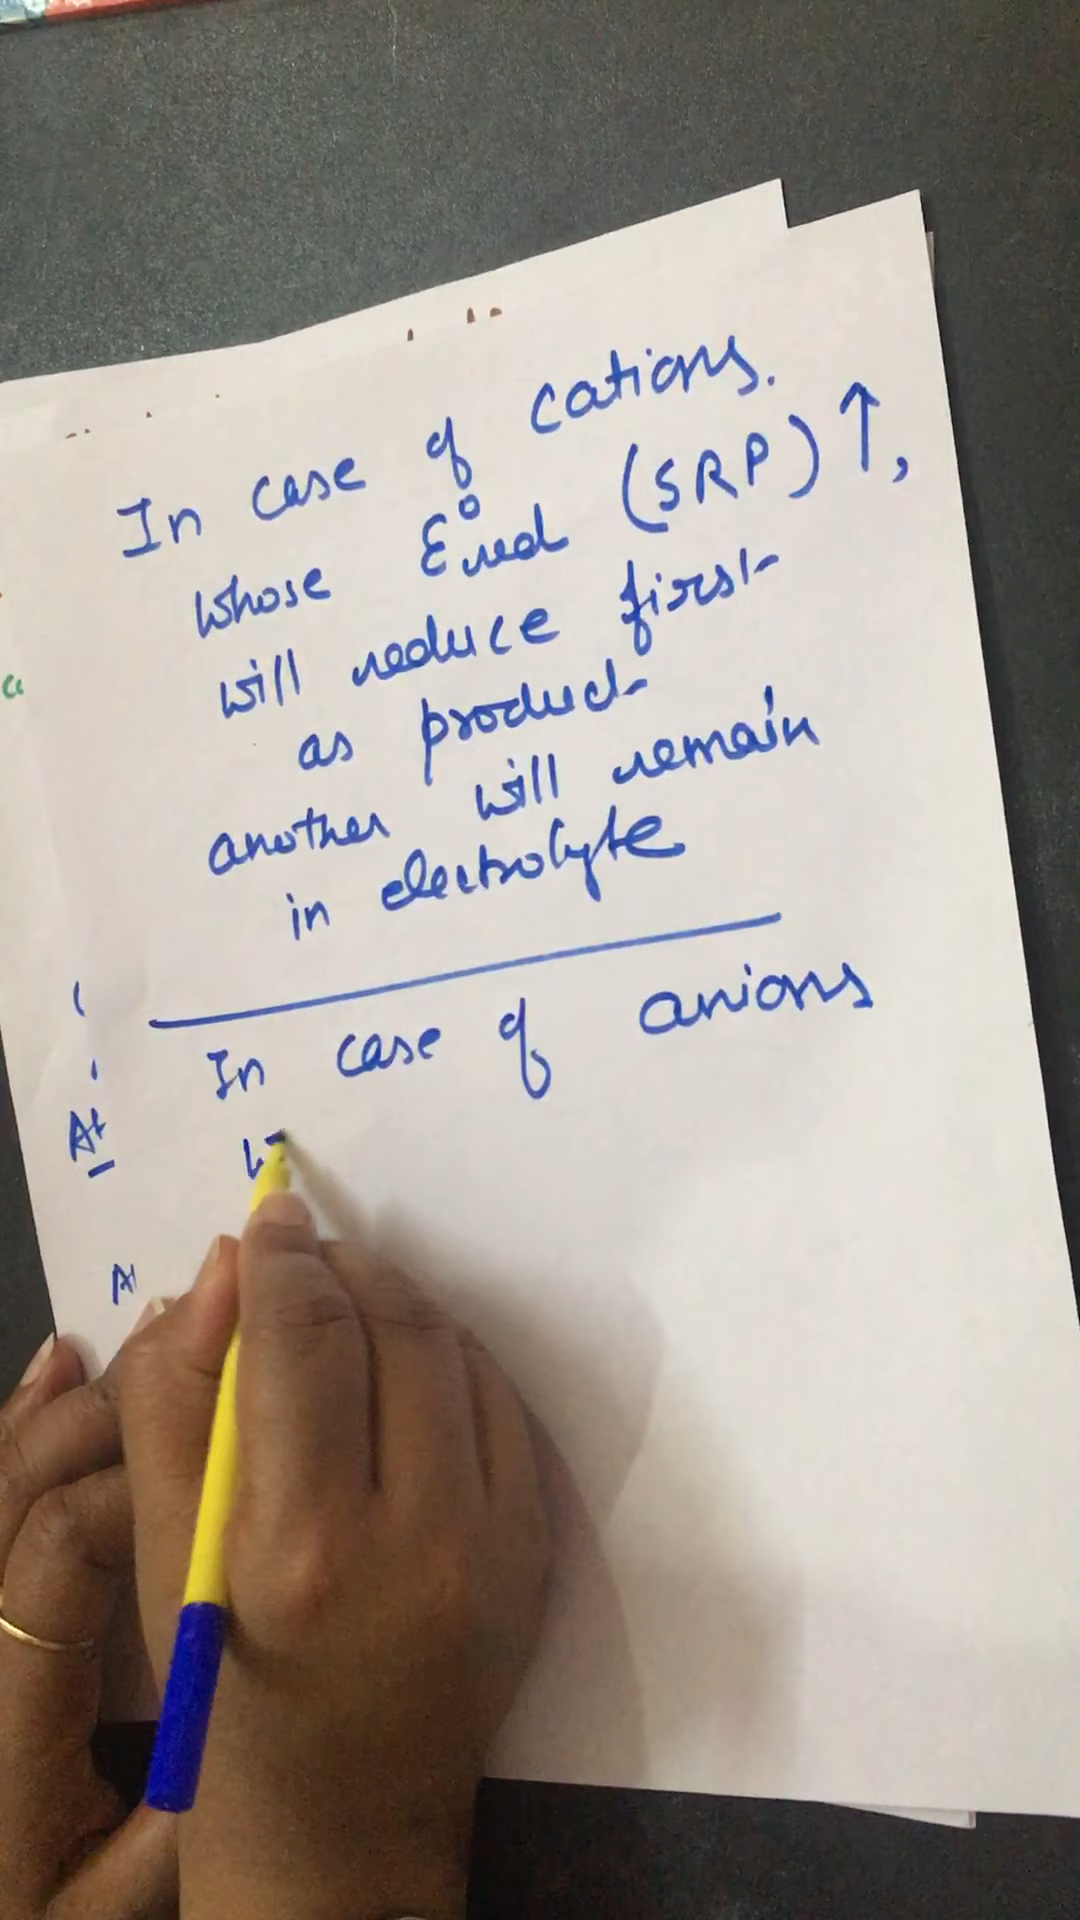 In case of cations.
whose E°red (SRP) ↑,
will reduce first
as product
another will remain
in electrolyte
In case of anions
At
A